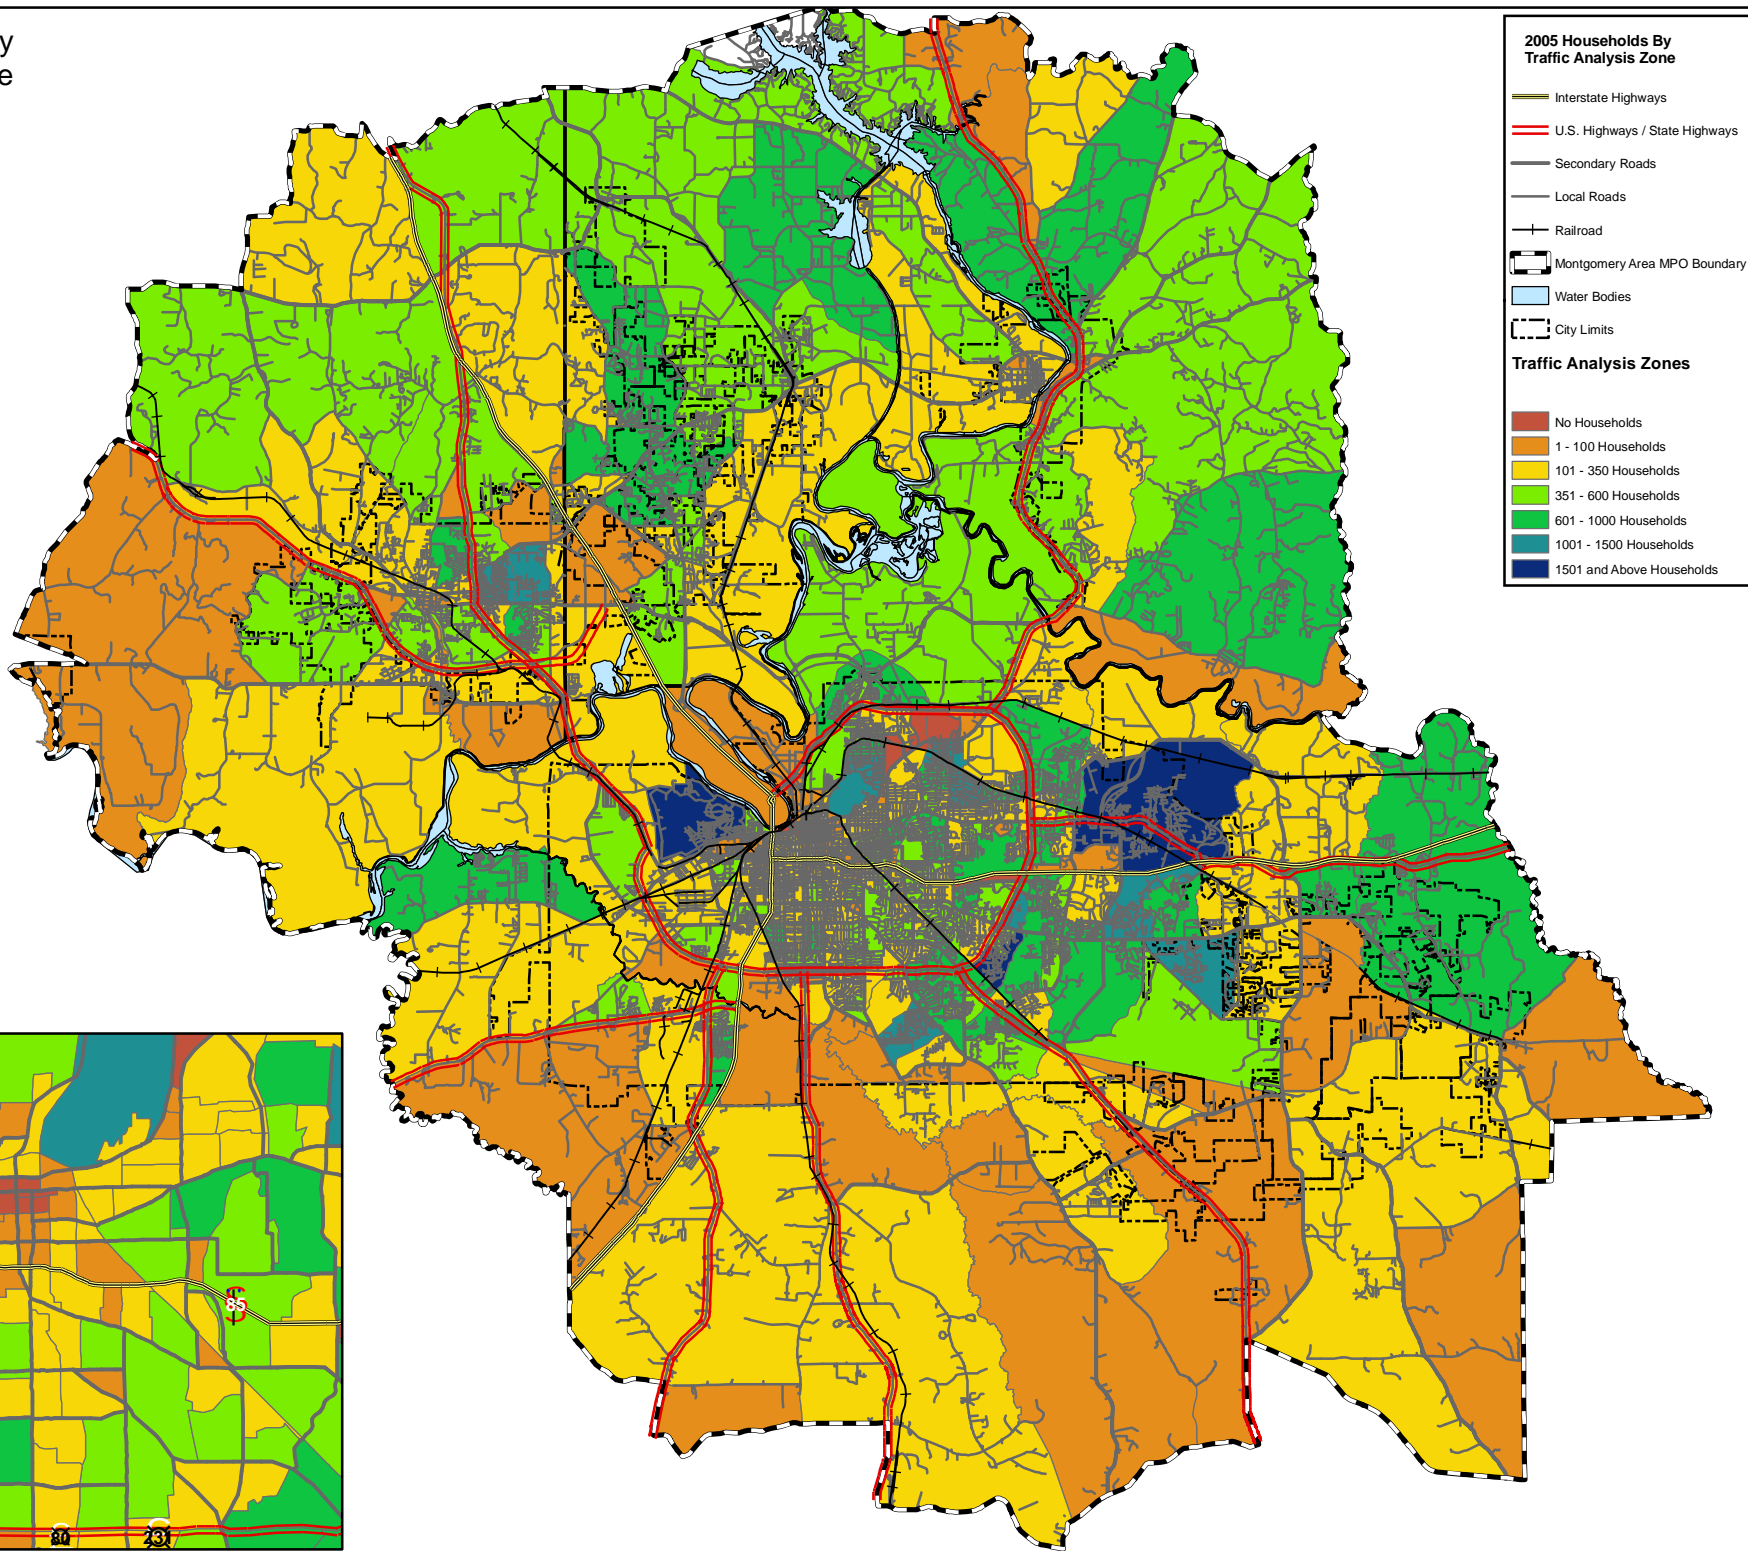 y
e
2005 Households By
Traffic Analysis Zone
Interstate Highways
U.S. Highways / State Highways
Secondary Roads
Local Roads
Railroad
Montgomery Area MPO Boundary
Water Bodies
City Limits
Traffic Analysis Zones
No Households
1 - 100 Households
101 - 350 Households
351 - 600 Households
601 - 1000 Households
1001 - 1500 Households
1501 and Above Households
85
80
231